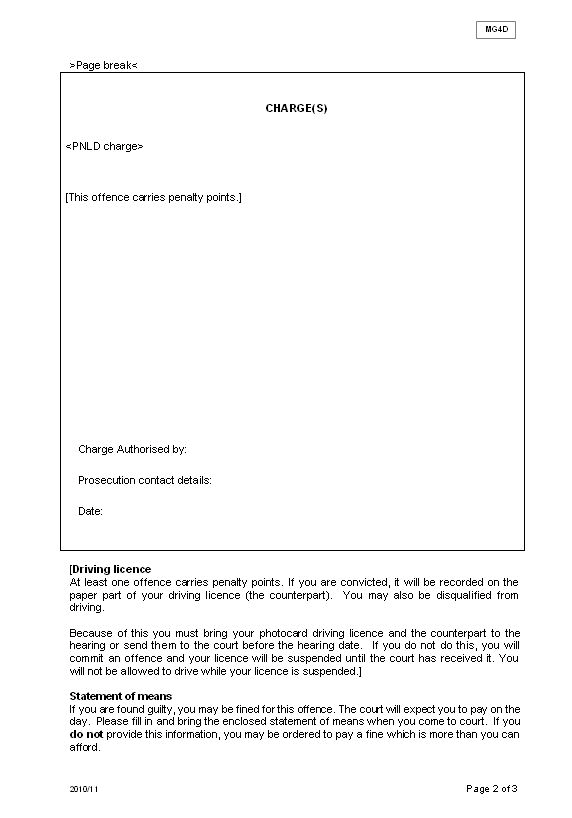 MG4D
>Page break<
CHARGE(S)
<PNLD charge>
[This offence carries penalty points.]
Charge Authorised by:
Prosecution contact details:
Date:
[Driving licence
At least one offence carries penalty points. If you are convicted, it will be recorded on the
paper part of your driving licence (the counterpart). You may also be disqualified from
driving.
Because of this you must bring your photocard driving licence and the counterpart to the
hearing or send them to the court before the hearing date. If you do not do this, you will
commit an offence and your licence will be suspended until the court has received it. You
will not be allowed to drive while your licence is suspended.]
Statement of means
If you are found guilty, you may be fined for this offence. The court will expect you to pay on the
day. Please fill in and bring the enclosed statement of means when you come to court. If you
do not provide this information, you may be ordered to pay a fine which is more than you can
afford.
2010/11
Page 2 of 3